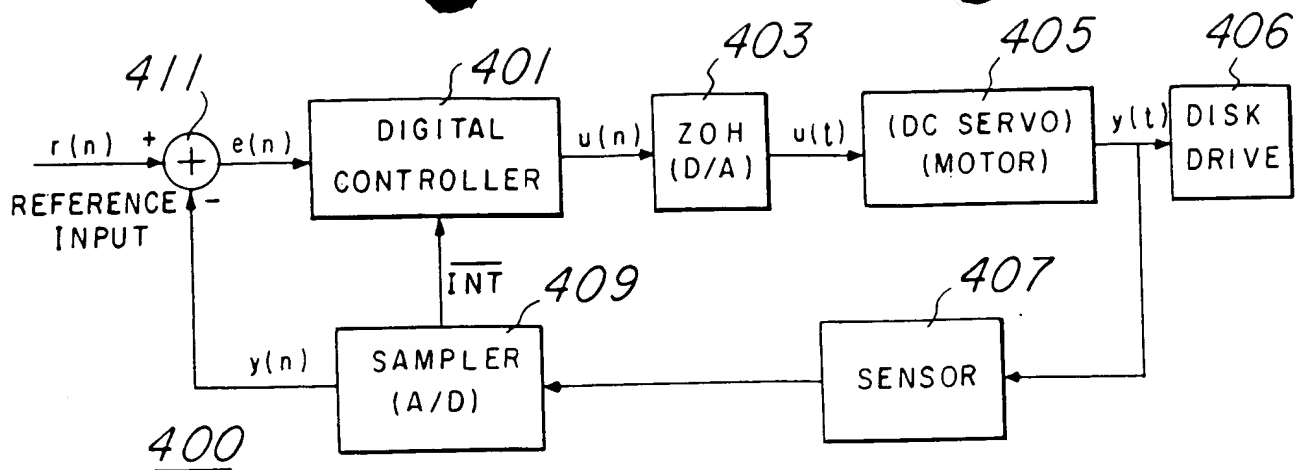 411
401
403
405
406
r(n)
+
+
e(n)
DIGITAL
CONTROLLER
u(n)
ZOH
(D/A)
u(t)
(DC SERVO)
(MOTOR)
y(t)
DISK
DRIVE
REFERENCE
INPUT
-
I̅N̅T̅
409
407
y(n)
SAMPLER
(A/D)
SENSOR
400